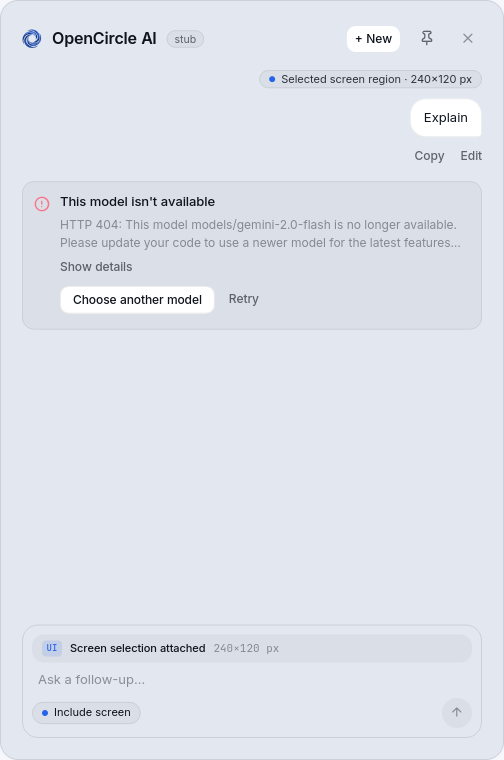 OpenCircle AI stub + New
Selected screen region · 240×120 px
Explain
Copy Edit
This model isn't available
HTTP 404: This model models/gemini-2.0-flash is no longer available.
Please update your code to use a newer model for the latest features...
Show details
Choose another model Retry
UI Screen selection attached 240×120 px
Ask a follow-up...
Include screen